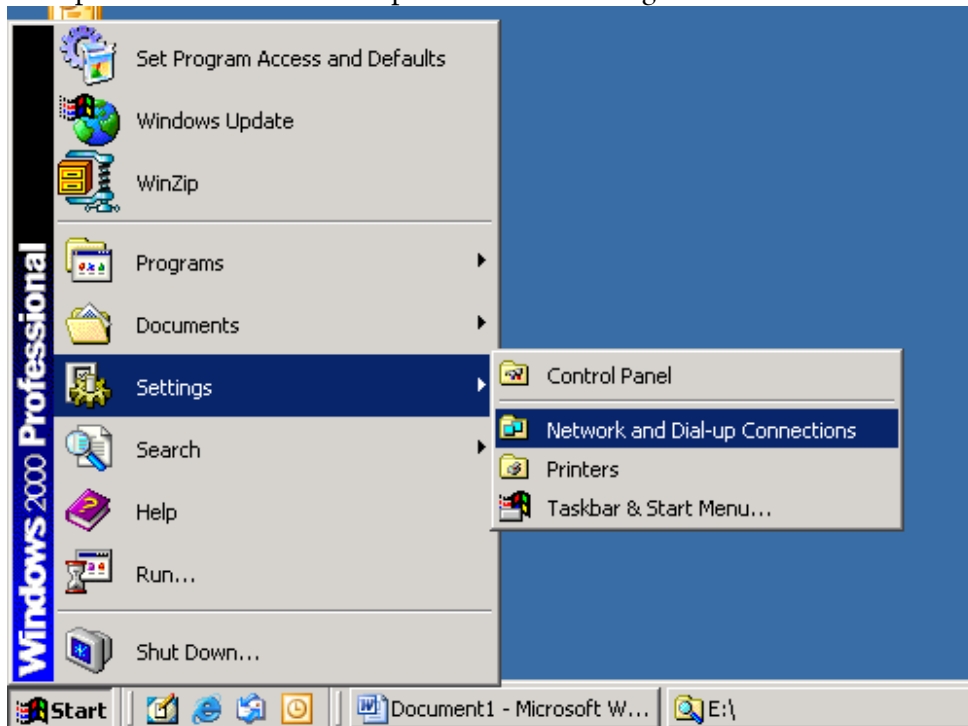 Set Program Access and Defaults
Windows Update
WinZip
Programs
Documents
Settings
Search
Help
Run...
Shut Down...
Windows 2000 Professional
Control Panel
Network and Dial-up Connections
Printers
Taskbar & Start Menu...
Start
Document1 - Microsoft W...
E:\